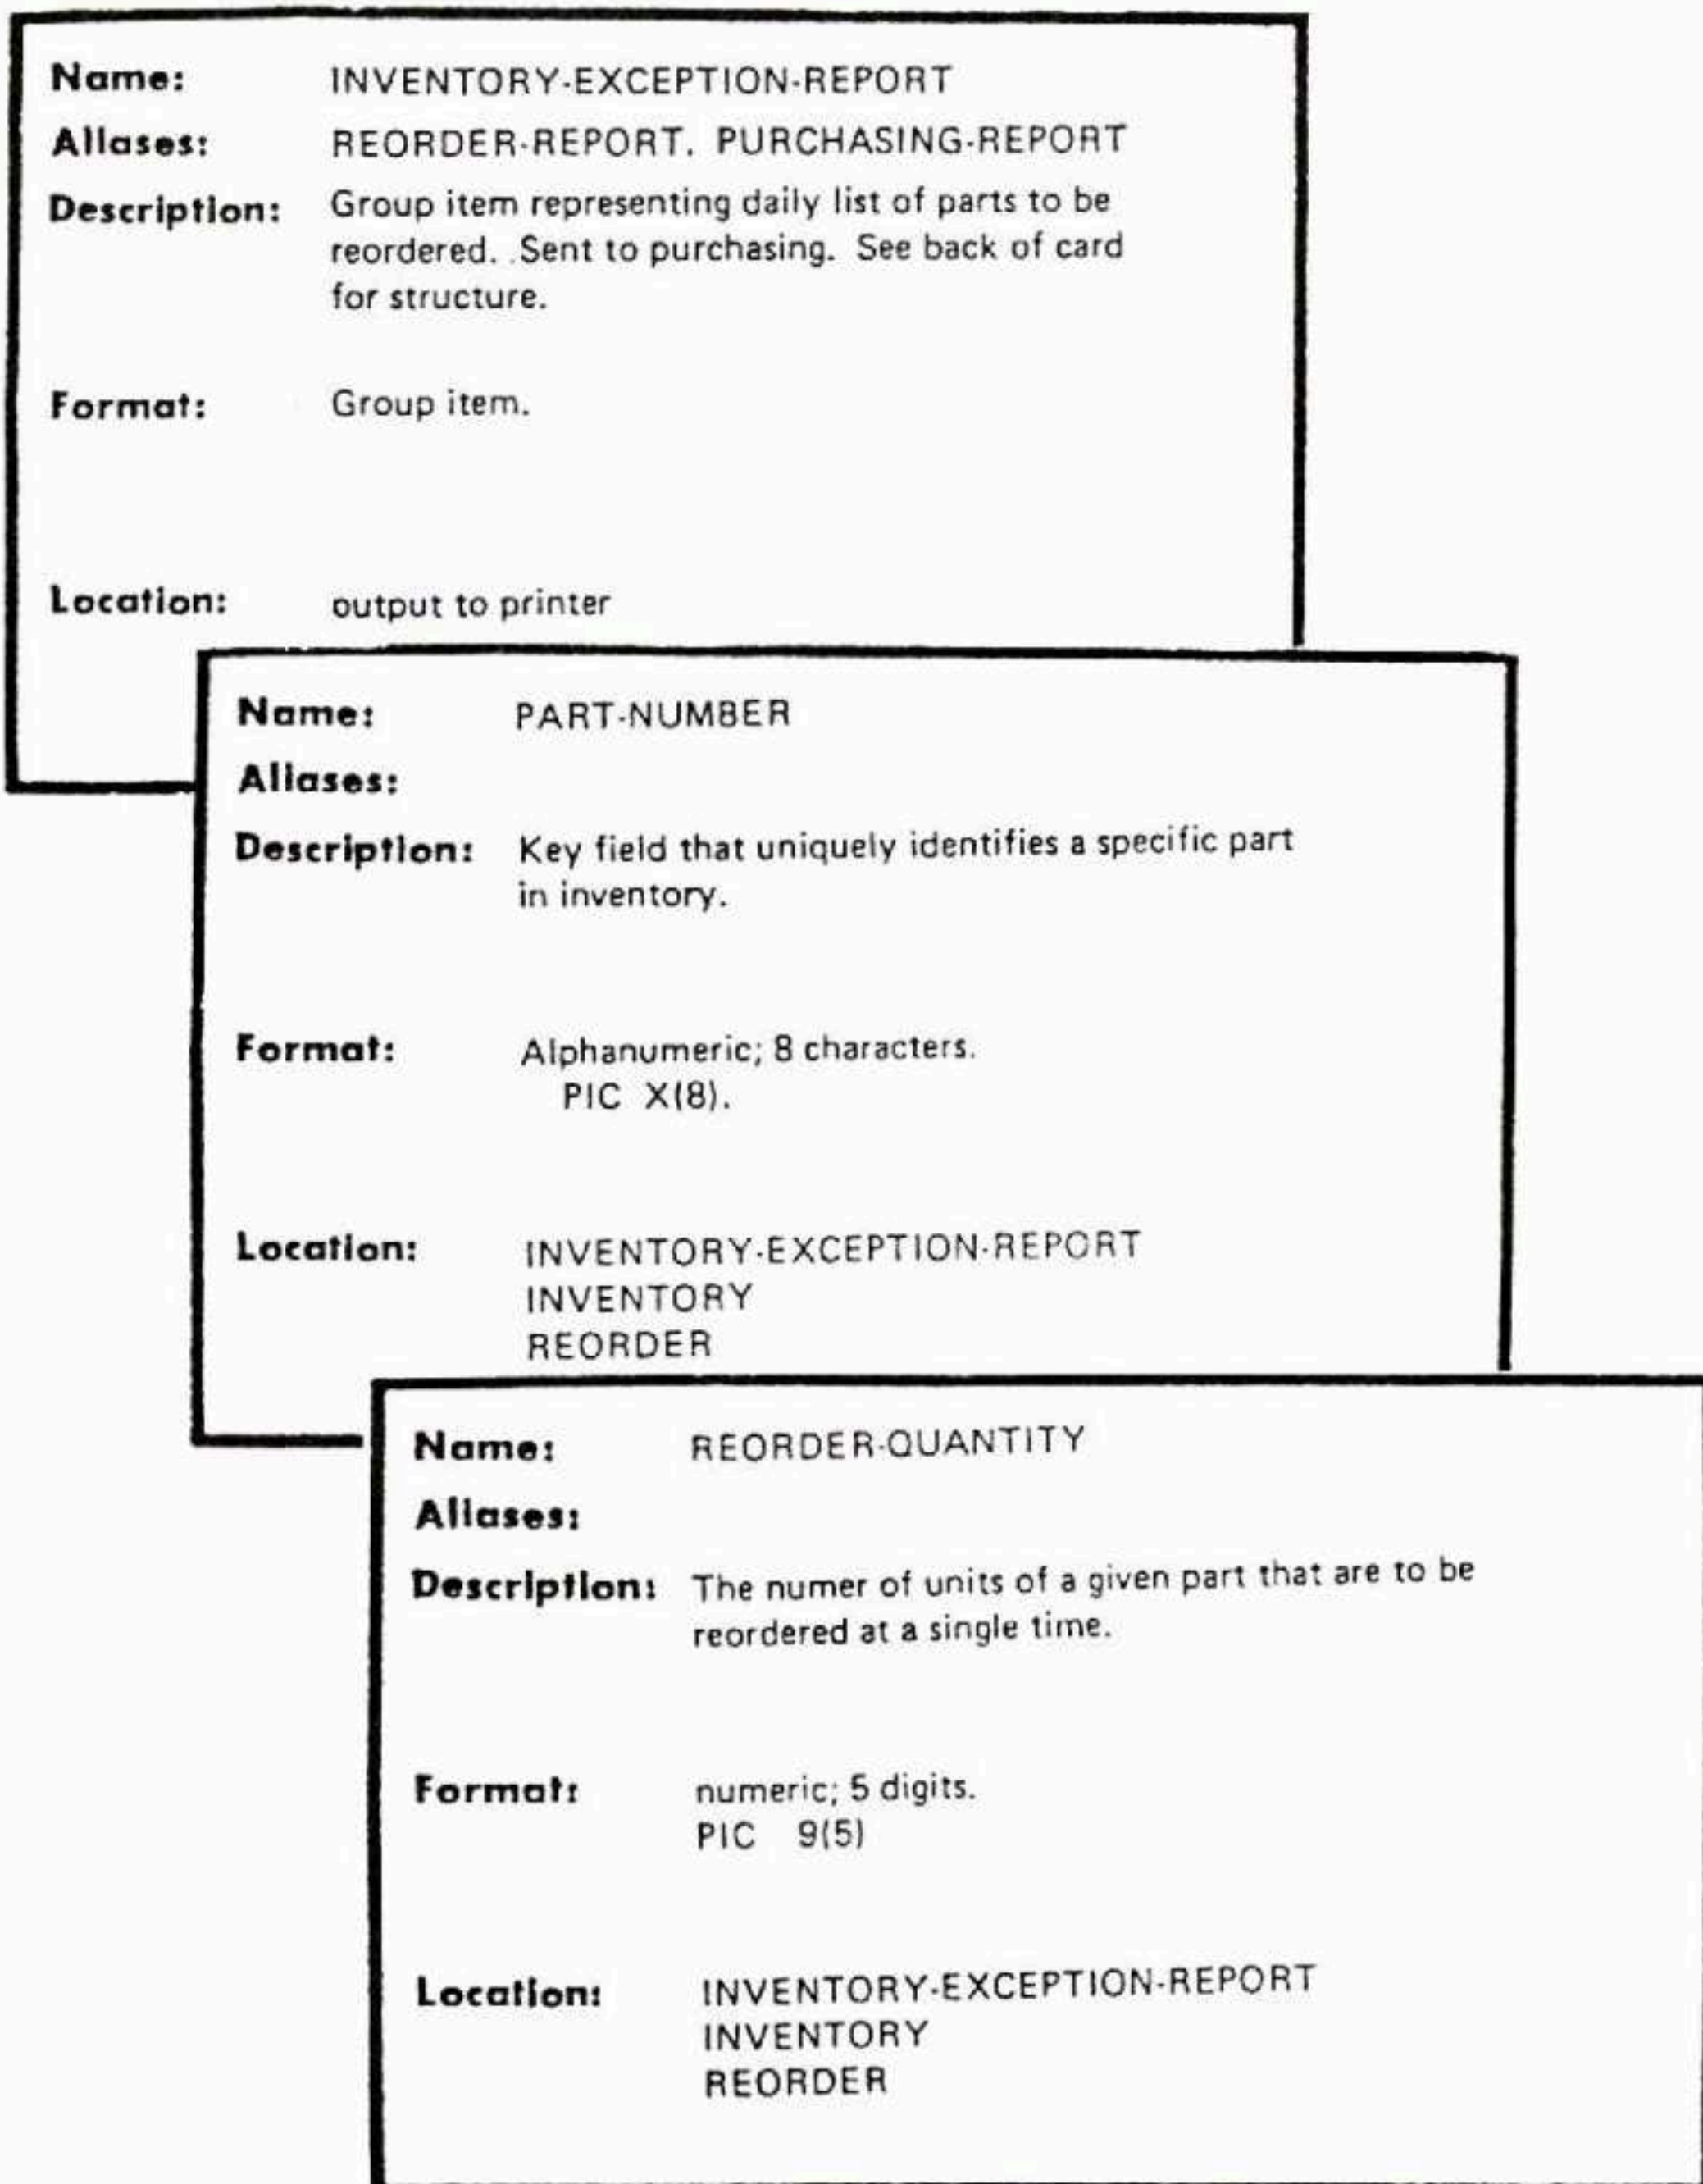 Name: INVENTORY-EXCEPTION-REPORT
Aliases: REORDER-REPORT. PURCHASING-REPORT
Description: Group item representing daily list of parts to be
reordered. Sent to purchasing. See back of card
for structure.
Format: Group item.
Location: output to printer
Name: PART-NUMBER
Aliases:
Description: Key field that uniquely identifies a specific part
in inventory.
Format: Alphanumeric; 8 characters.
PIC X(8).
Location: INVENTORY-EXCEPTION-REPORT
INVENTORY
REORDER
Name: REORDER-QUANTITY
Aliases:
Description: The numer of units of a given part that are to be
reordered at a single time.
Format: numeric; 5 digits.
PIC 9(5)
Location: INVENTORY-EXCEPTION-REPORT
INVENTORY
REORDER